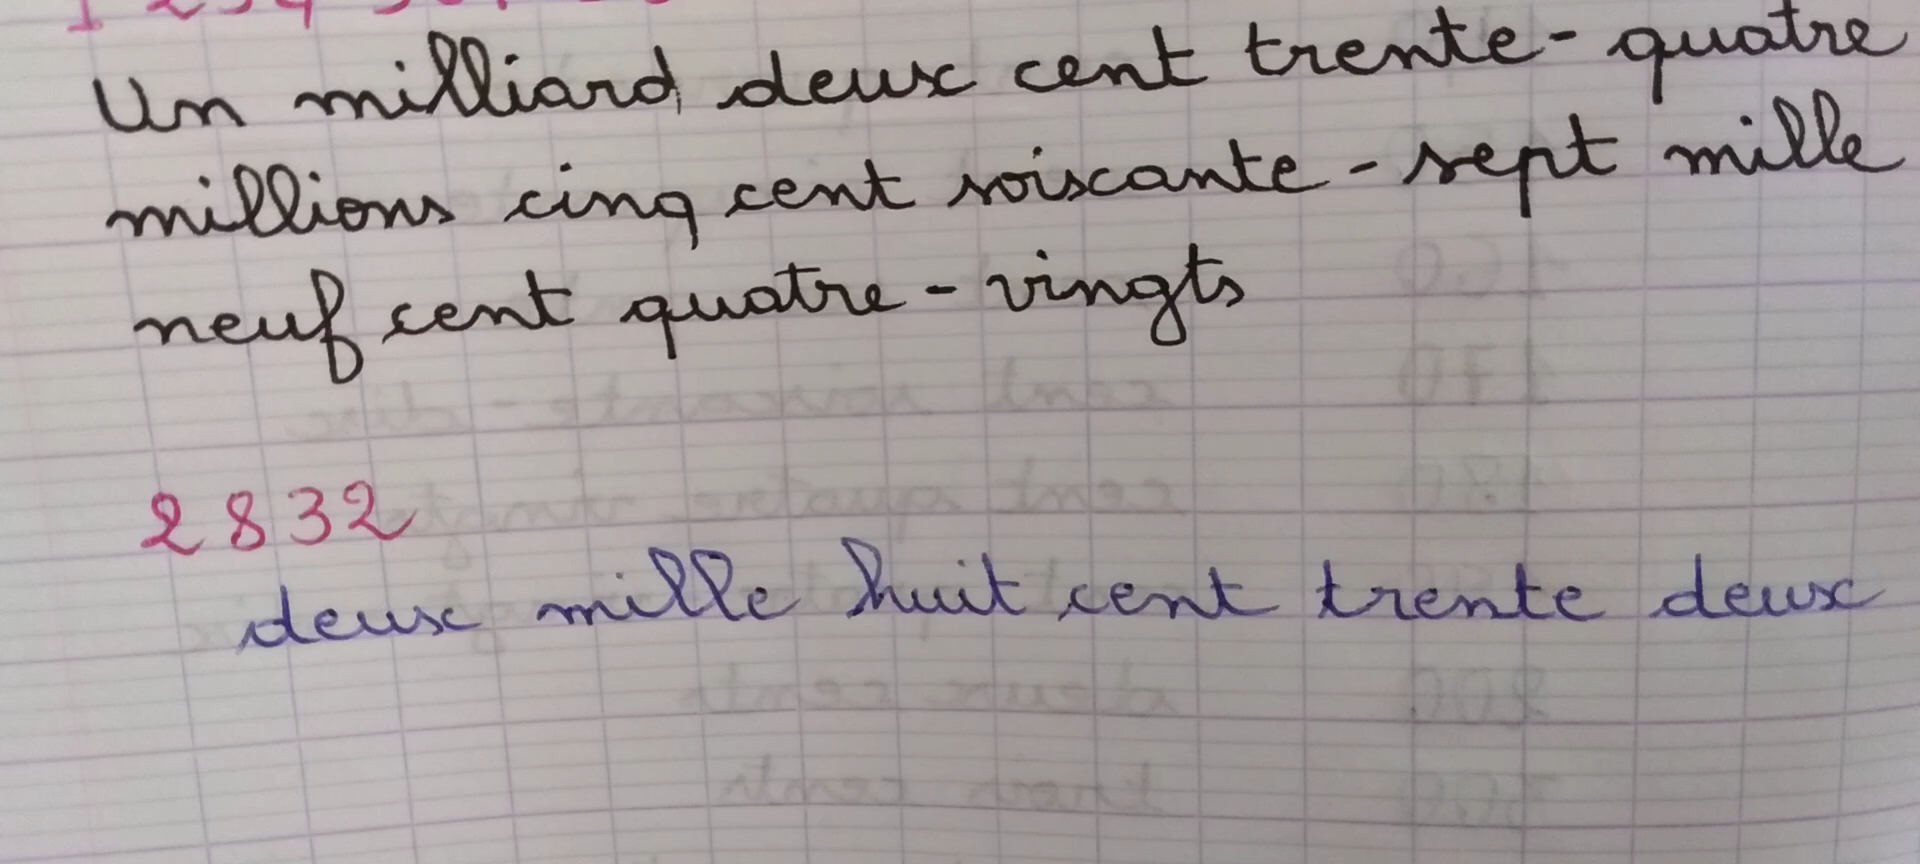 Un milliard deux cent trente-quatre
millions cinq cent soixante-sept mille
neuf cent quatre-vingts
2832
deux mille huit cent trente deux